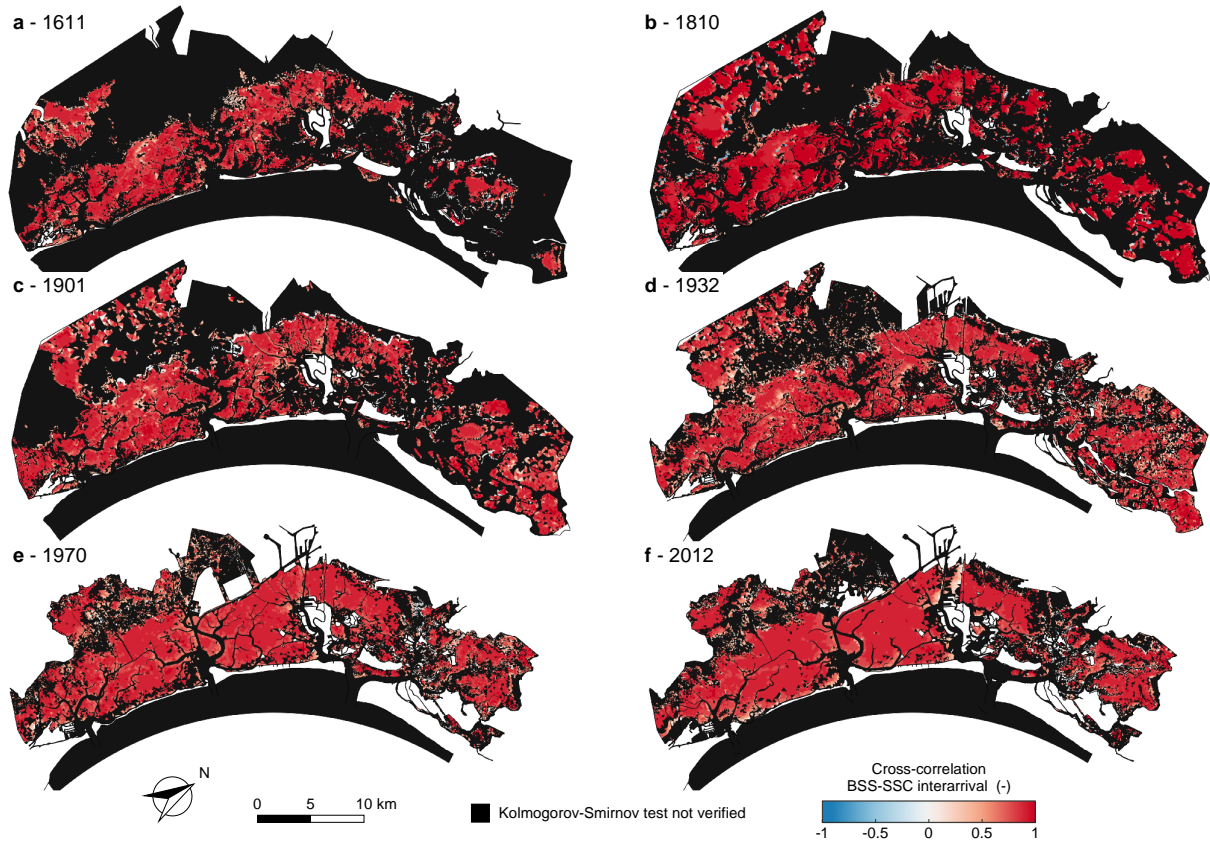 a - 1611
b - 1810
c - 1901
d - 1932
e - 1970
f - 2012
N
0 5 10 km
Kolmogorov-Smirnov test not verified
Cross-correlation
BSS-SSC interarrival (-)
-1 -0.5 0 0.5 1